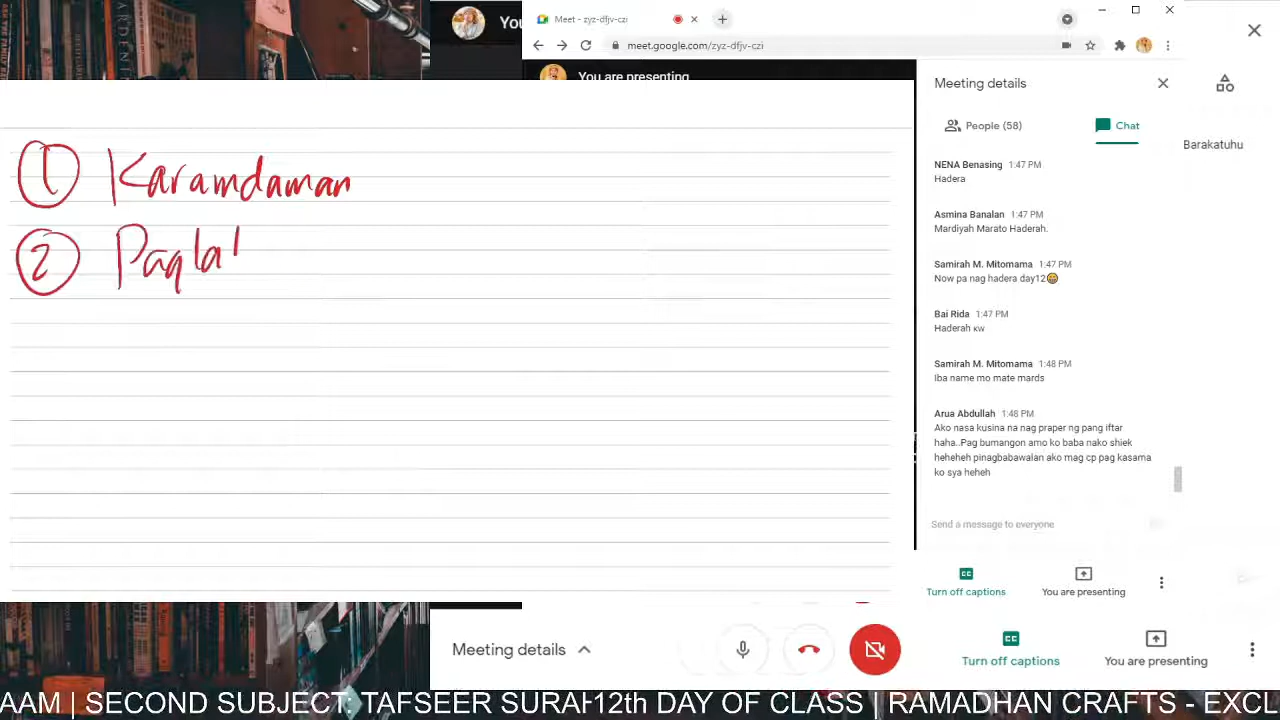 You
Meet - zyz-dfjv-czi
meet.google.com/zyz-dfjv-czi
You are presenting
1 Karamdaman
2 Paglal
Meeting details
People (58)
Chat
Barakatuhu
NENA Benasing 1:47 PM
Hadera
Asmina Banalan 1:47 PM
Mardiyah Marato Haderah.
Samirah M. Mitomama 1:47 PM
Now pa nag hadera day12😅
Bai Rida 1:47 PM
Haderah ĸw
Samirah M. Mitomama 1:48 PM
Iba name mo mate mards
Arua Abdullah 1:48 PM
Ako nasa kusina na nag praper ng pang iftar
haha..Pag bumangon amo ko baba nako shiek
heheheh pinagbabawalan ako mag cp pag kasama
ko sya heheh
Send a message to everyone
CC
Turn off captions
You are presenting
Meeting details
CC
Turn off captions
You are presenting
AAM | SECOND SUBJECT: TAFSEER SURAH
12th DAY OF CLASS | RAMADHAN CRAFTS - EXCL